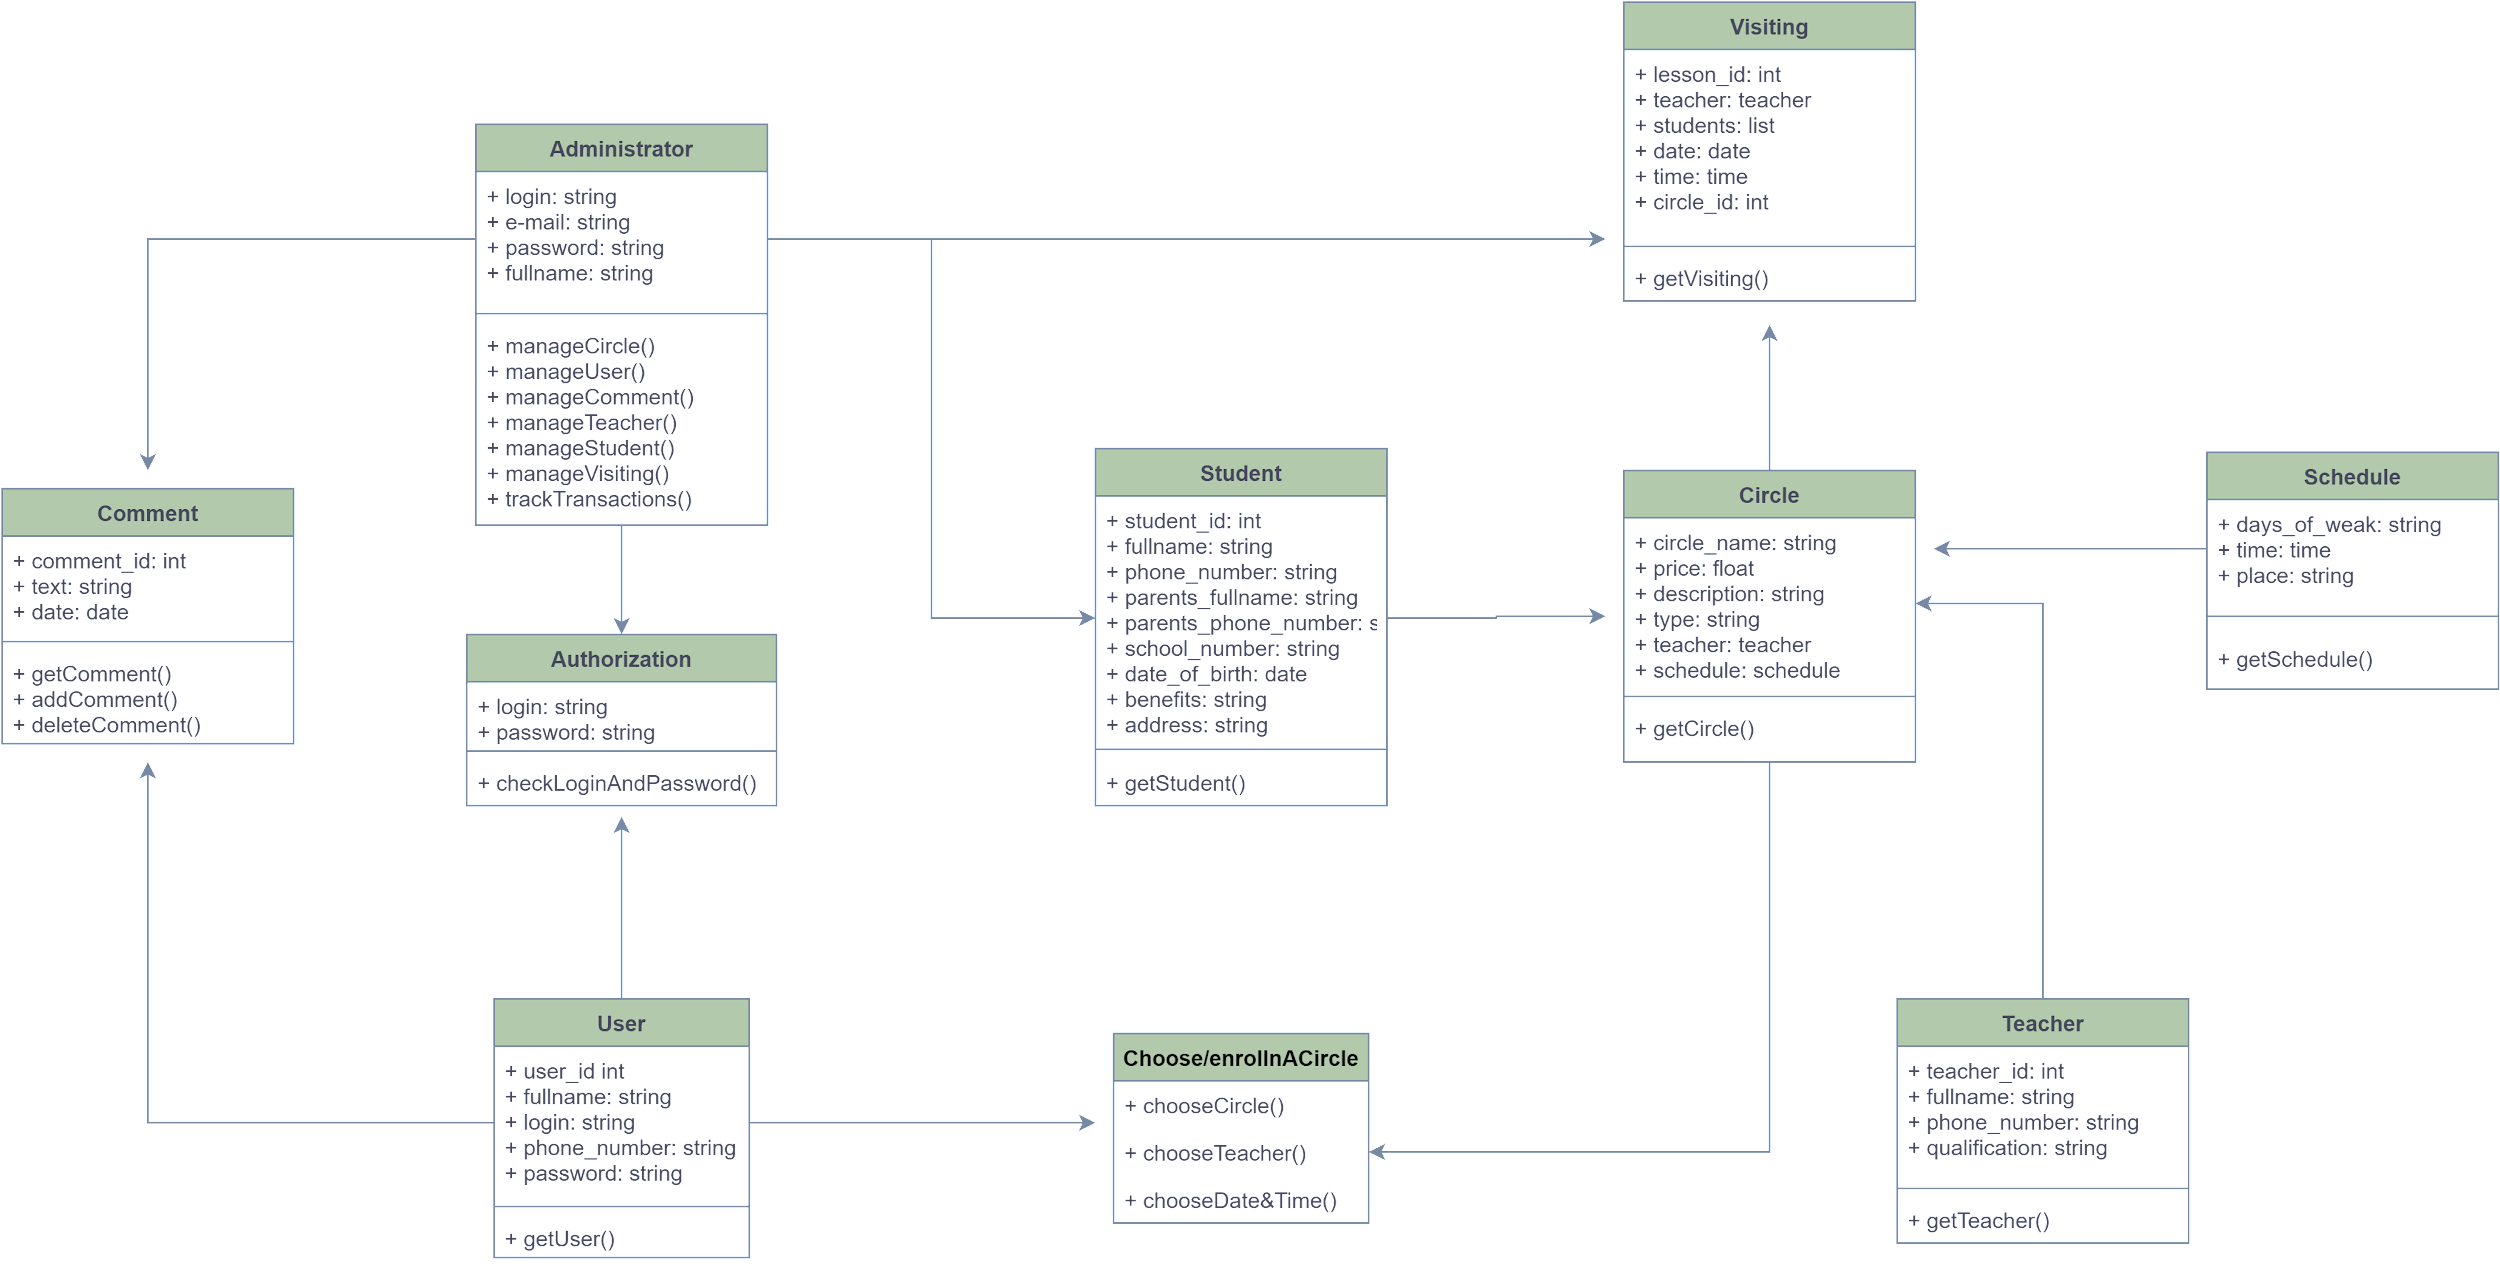 Visiting
+ lesson_id: int
+ teacher: teacher
+ students: list
+ date: date
+ time: time
+ circle_id: int
+ getVisiting()
Administrator
+ login: string
+ e-mail: string
+ password: string
+ fullname: string
+ manageCircle()
+ manageUser()
+ manageComment()
+ manageTeacher()
+ manageStudent()
+ manageVisiting()
+ trackTransactions()
Comment
+ comment_id: int
+ text: string
+ date: date
+ getComment()
+ addComment()
+ deleteComment()
Authorization
+ login: string
+ password: string
+ checkLoginAndPassword()
Student
+ student_id: int
+ fullname: string
+ phone_number: string
+ parents_fullname: string
+ parents_phone_number: s
+ school_number: string
+ date_of_birth: date
+ benefits: string
+ address: string
+ getStudent()
Circle
+ circle_name: string
+ price: float
+ description: string
+ type: string
+ teacher: teacher
+ schedule: schedule
+ getCircle()
Schedule
+ days_of_weak: string
+ time: time
+ place: string
+ getSchedule()
User
+ user_id int
+ fullname: string
+ login: string
+ phone_number: string
+ password: string
+ getUser()
Choose/enrollnACircle
+ chooseCircle()
+ chooseTeacher()
+ chooseDate&Time()
Teacher
+ teacher_id: int
+ fullname: string
+ phone_number: string
+ qualification: string
+ getTeacher()